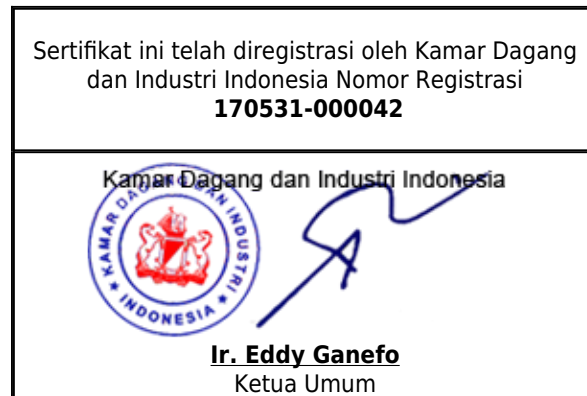 Sertifikat ini telah diregistrasi oleh Kamar Dagang
dan Industri Indonesia Nomor Registrasi
170531-000042
Kamar Dagang dan Industri Indonesia
KAMAR DAGANG DAN INDUSTRI
* INDONESIA *
Ir. Eddy Ganefo
Ketua Umum